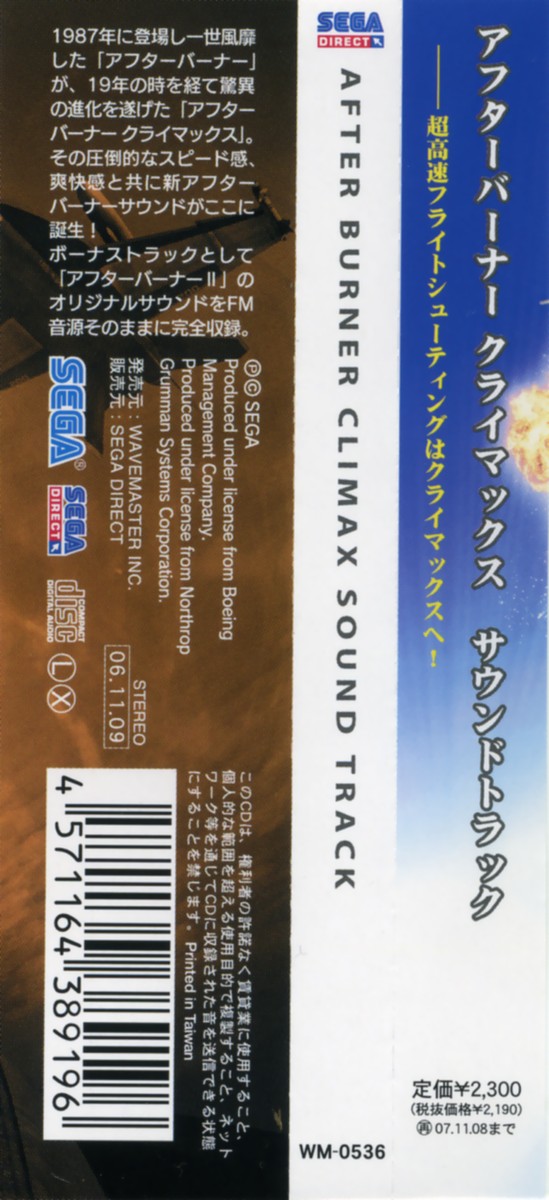 アフターバーナー クライマックス サウンドトラック
――超高速フライトシューティングはクライマックスへ！
定価¥2,300
(税抜価格¥2,190)
再 07.11.08まで
SEGA
DIRECT
AFTER BURNER CLIMAX SOUND TRACK
WM-0536
1987年に登場し一世風靡
した「アフターバーナー」
が、19年の時を経て驚異
の進化を遂げた「アフター
バーナー クライマックス」。
その圧倒的なスピード感、
爽快感と共に新アフター
バーナーサウンドがここに
誕生！
ボーナストラックとして
「アフターバーナーⅡ」の
オリジナルサウンドをFM
音源そのままに完全収録。
ⓅⒸSEGA
Produced under license from Boeing
Management Company.
Produced under license from Northrop
Grumman Systems Corporation.
発売元：WAVEMASTER INC.
販売元：SEGA DIRECT
SEGA®
SEGA
DIRECT
COMPACT
disc
DIGITAL AUDIO
Ⓛ Ⓧ
STEREO
06.11.09
このCDは、権利者の許諾なく賃貸業に使用すること、
個人的な範囲を超える使用目的で複製すること、ネット
ワーク等を通じてCDに収録された音を送信できる状態
にすることを禁じます。 Printed in Taiwan
4 571164 389196